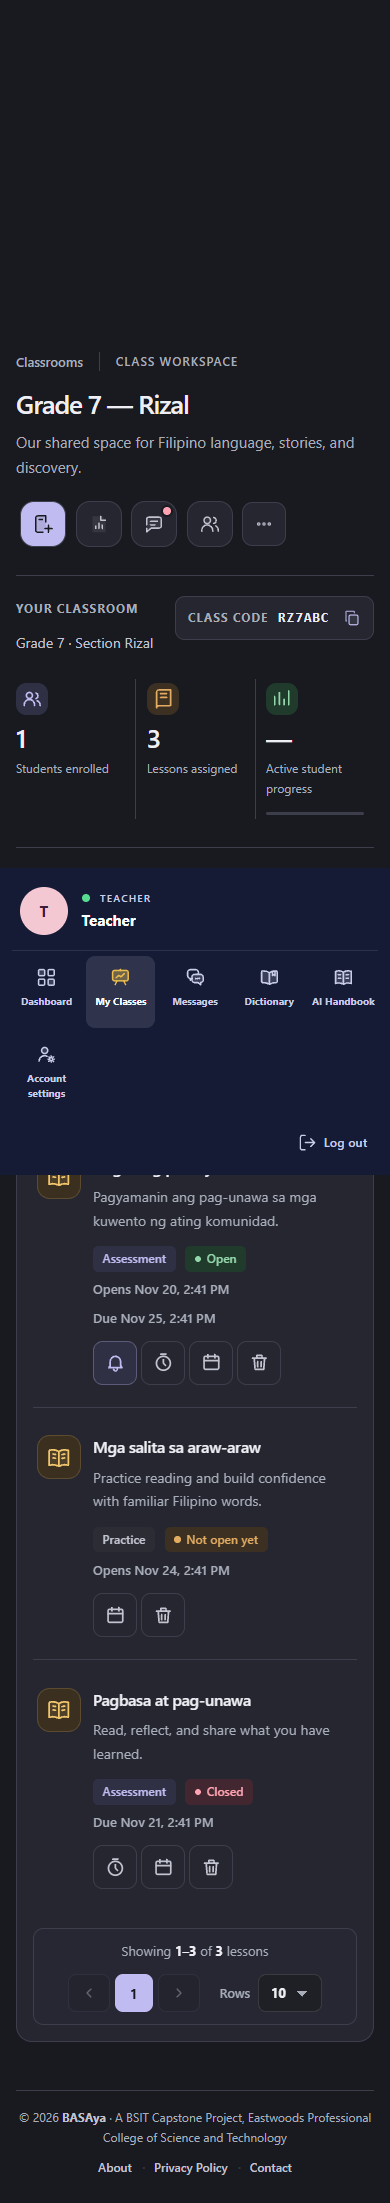 Classrooms
CLASS WORKSPACE
Grade 7 — Rizal
Our shared space for Filipino language, stories, and
discovery.
YOUR CLASSROOM
Grade 7 · Section Rizal
CLASS CODE RZ7ABC
1
Students enrolled
3
Lessons assigned
—
Active student
progress
T
TEACHER
Teacher
Dashboard
My Classes
Messages
Dictionary
AI Handbook
Account
settings
Log out
Pagyamanin ang pag-unawa sa mga
kuwento ng ating komunidad.
Assessment
Open
Opens Nov 20, 2:41 PM
Due Nov 25, 2:41 PM
Mga salita sa araw-araw
Practice reading and build confidence
with familiar Filipino words.
Practice
Not open yet
Opens Nov 24, 2:41 PM
Pagbasa at pag-unawa
Read, reflect, and share what you have
learned.
Assessment
Closed
Due Nov 21, 2:41 PM
Showing 1–3 of 3 lessons
1
Rows
10
© 2026 BASAya · A BSIT Capstone Project, Eastwoods Professional
College of Science and Technology
About · Privacy Policy · Contact